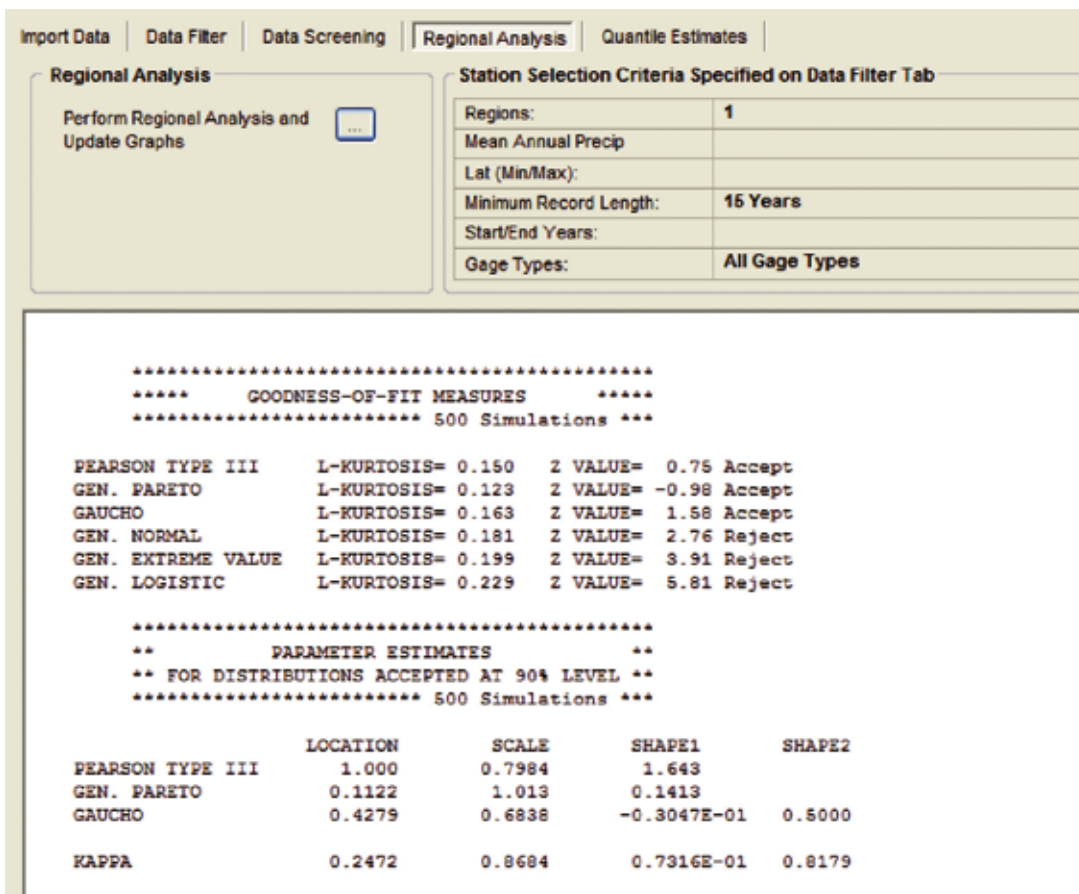 Import Data Data Filter Data Screening Regional Analysis Quantile Estimates
Regional Analysis
Perform Regional Analysis and
Update Graphs
...
Station Selection Criteria Specified on Data Filter Tab
Regions: 1
Mean Annual Precip
Lat (Min/Max):
Minimum Record Length: 15 Years
Start/End Years:
Gage Types: All Gage Types
********************************************
***** GOODNESS-OF-FIT MEASURES *****
************************* 500 Simulations ***
PEARSON TYPE III L-KURTOSIS= 0.150 Z VALUE= 0.75 Accept
GEN. PARETO L-KURTOSIS= 0.123 Z VALUE= -0.98 Accept
GAUCHO L-KURTOSIS= 0.163 Z VALUE= 1.58 Accept
GEN. NORMAL L-KURTOSIS= 0.181 Z VALUE= 2.76 Reject
GEN. EXTREME VALUE L-KURTOSIS= 0.199 Z VALUE= 3.91 Reject
GEN. LOGISTIC L-KURTOSIS= 0.229 Z VALUE= 5.81 Reject
********************************************
** PARAMETER ESTIMATES **
** FOR DISTRIBUTIONS ACCEPTED AT 90% LEVEL **
************************* 500 Simulations ***
LOCATION SCALE SHAPE1 SHAPE2
PEARSON TYPE III 1.000 0.7984 1.643
GEN. PARETO 0.1122 1.013 0.1413
GAUCHO 0.4279 0.6838 -0.3047E-01 0.5000
KAPPA 0.2472 0.8684 0.7316E-01 0.8179